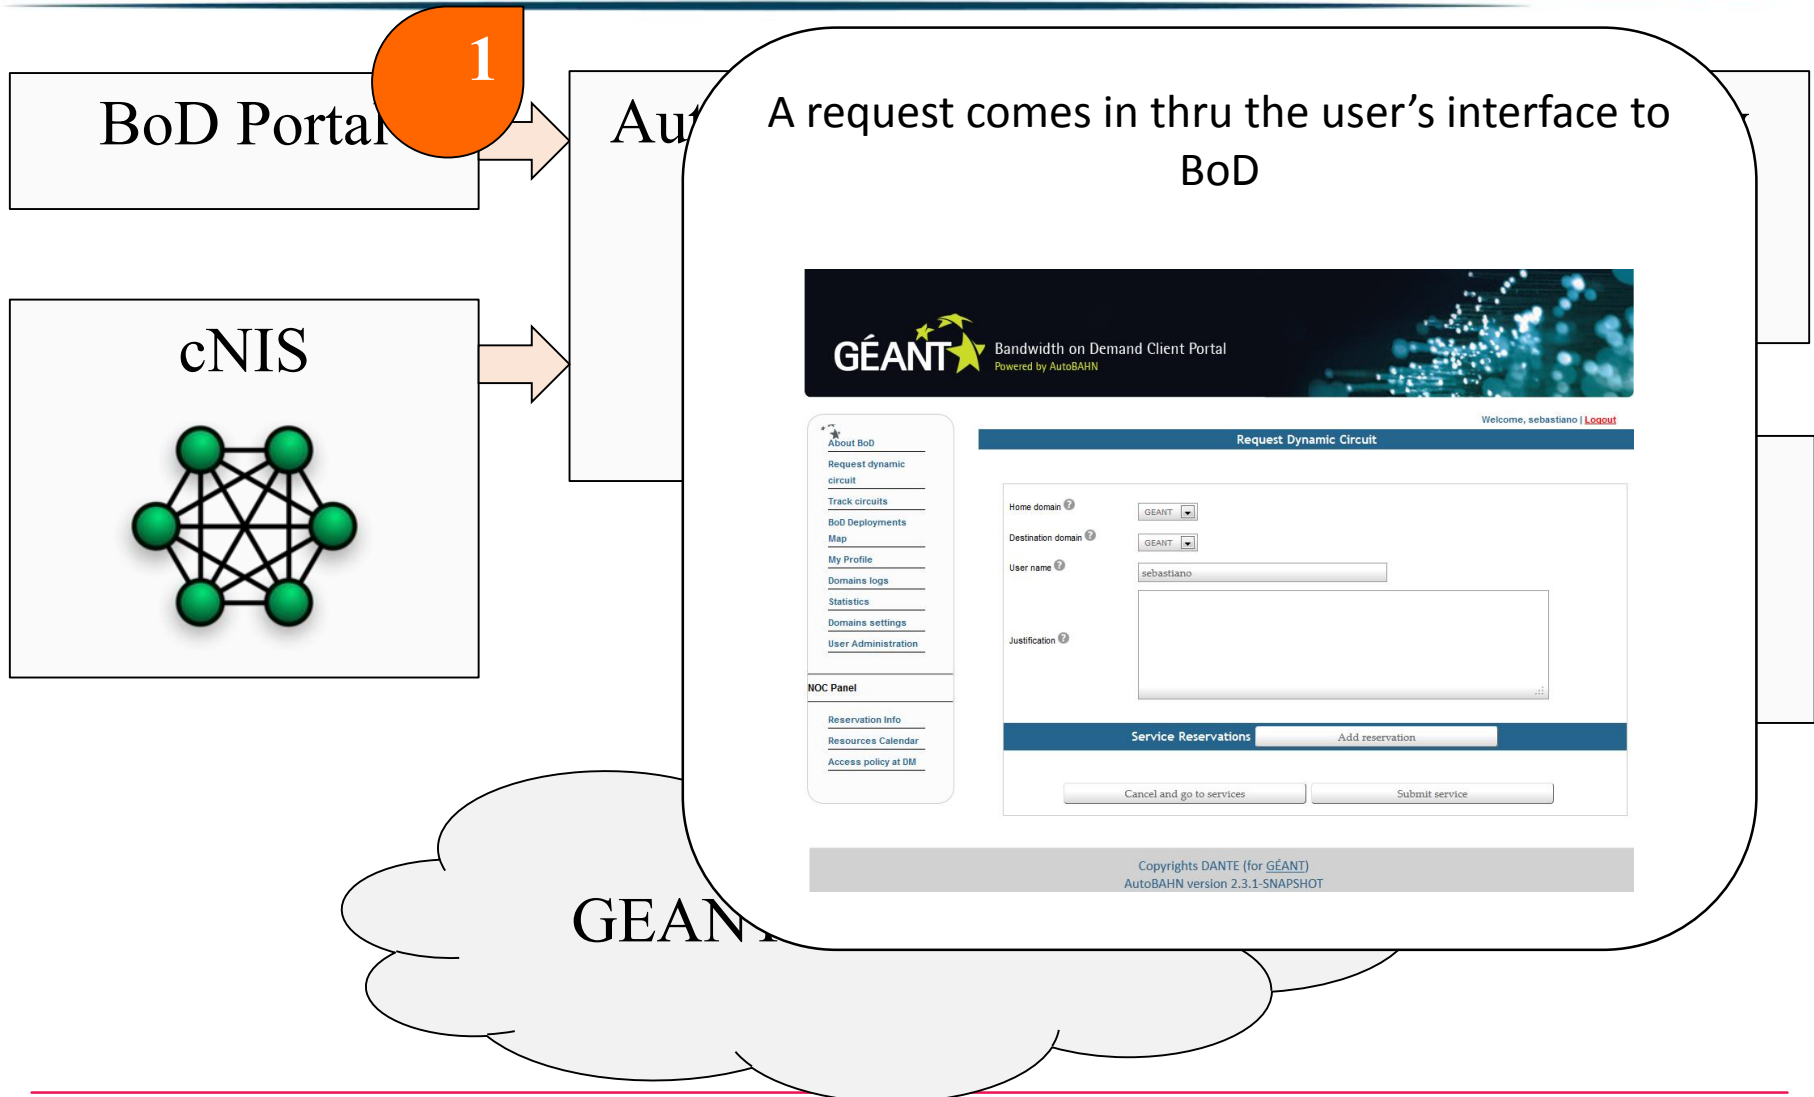 1
BoD Portal
A request comes in thru the user’s interface to
BoD
cNIS
GÉANT
Bandwidth on Demand Client Portal
Powered by AutoBAHN
Welcome, sebastiano | Logout
About BoD
Request dynamic
circuit
Track circuits
BoD Deployments
Map
My Profile
Domains logs
Statistics
Domains settings
User Administration
NOC Panel
Reservation Info
Resources Calendar
Access policy at DM
Request Dynamic Circuit
Home domain ?
GEANT
Destination domain ?
GEANT
User name ?
sebastiano
Justification ?
Service Reservations Add reservation
Cancel and go to services Submit service
Copyrights DANTE (for GÉANT)
AutoBAHN version 2.3.1-SNAPSHOT
GEANT